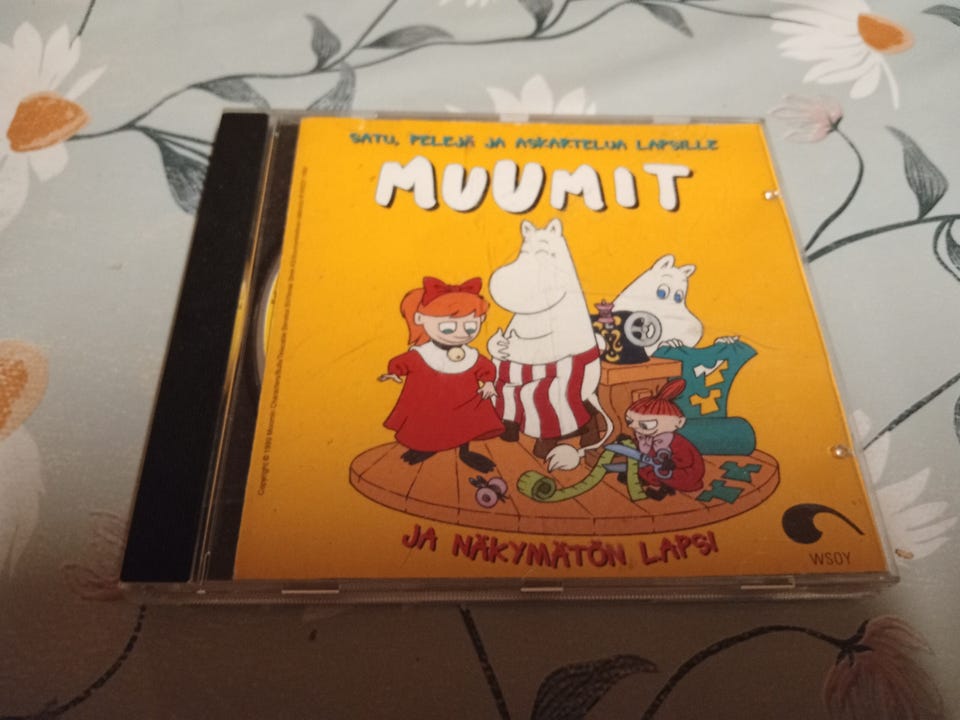 SATU, PELEJÄ JA ASKARTELUA LAPSILLE
MUUMIT
JA NÄKYMÄTÖN LAPSI
WSOY